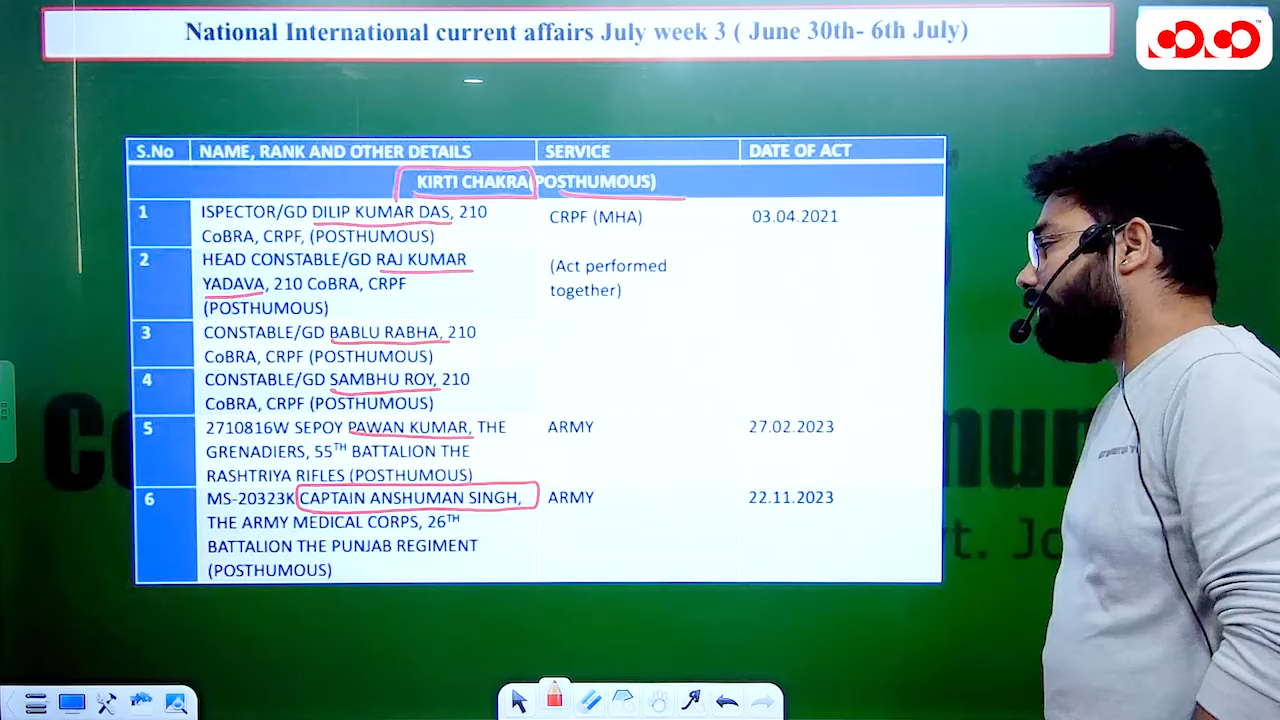 National International current affairs July week 3 ( June 30th- 6th July)
S.No NAME, RANK AND OTHER DETAILS SERVICE DATE OF ACT
KIRTI CHAKRA(POSTHUMOUS)
1 ISPECTOR/GD DILIP KUMAR DAS, 210 CRPF (MHA) 03.04.2021
CoBRA, CRPF, (POSTHUMOUS)
2 HEAD CONSTABLE/GD RAJ KUMAR (Act performed
YADAVA, 210 CoBRA, CRPF together)
(POSTHUMOUS)
3 CONSTABLE/GD BABLU RABHA, 210
CoBRA, CRPF (POSTHUMOUS)
4 CONSTABLE/GD SAMBHU ROY, 210
CoBRA, CRPF (POSTHUMOUS)
5 2710816W SEPOY PAWAN KUMAR, THE ARMY 27.02.2023
GRENADIERS, 55TH BATTALION THE
RASHTRIYA RIFLES (POSTHUMOUS)
6 MS-20323K CAPTAIN ANSHUMAN SINGH, ARMY 22.11.2023
THE ARMY MEDICAL CORPS, 26TH
BATTALION THE PUNJAB REGIMENT
(POSTHUMOUS)